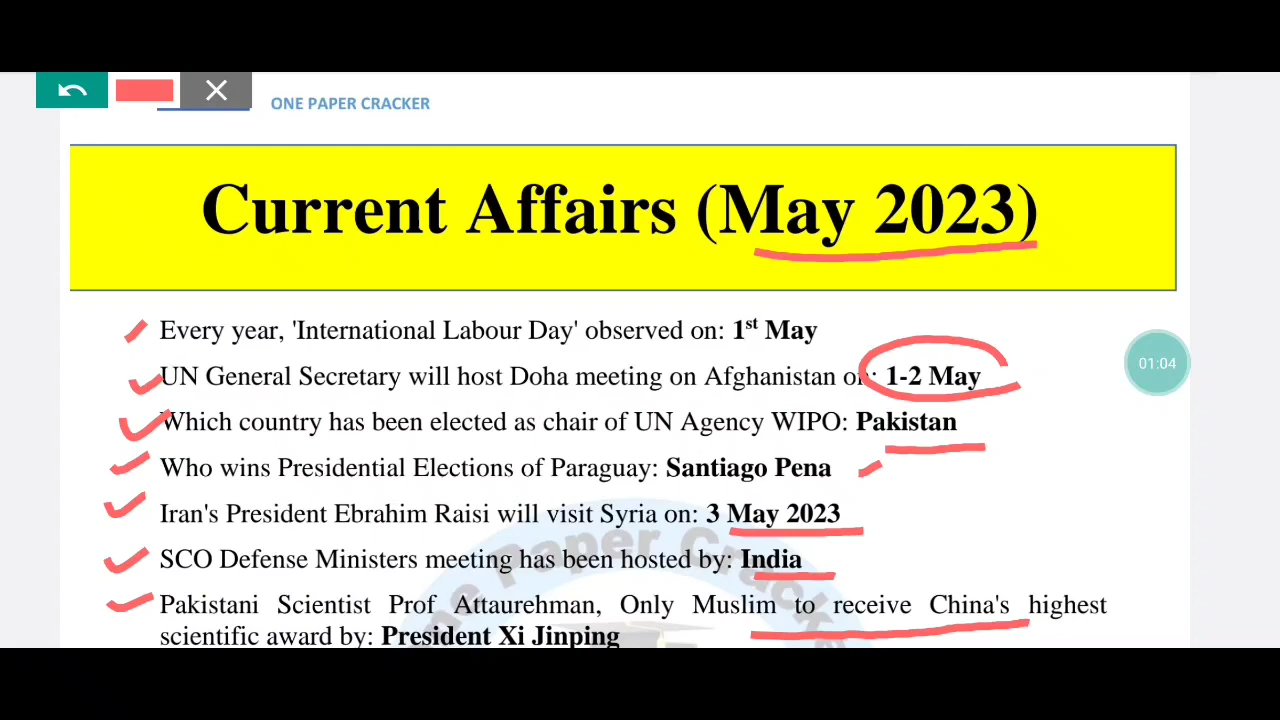 ONE PAPER CRACKER
Current Affairs (May 2023)
Every year, 'International Labour Day' observed on: 1st May
UN General Secretary will host Doha meeting on Afghanistan on: 1-2 May
01:04
Which country has been elected as chair of UN Agency WIPO: Pakistan
Who wins Presidential Elections of Paraguay: Santiago Pena
Iran's President Ebrahim Raisi will visit Syria on: 3 May 2023
SCO Defense Ministers meeting has been hosted by: India
Pakistani Scientist Prof Attaurehman, Only Muslim to receive China's highest
scientific award by: President Xi Jinping
One Paper Cracker